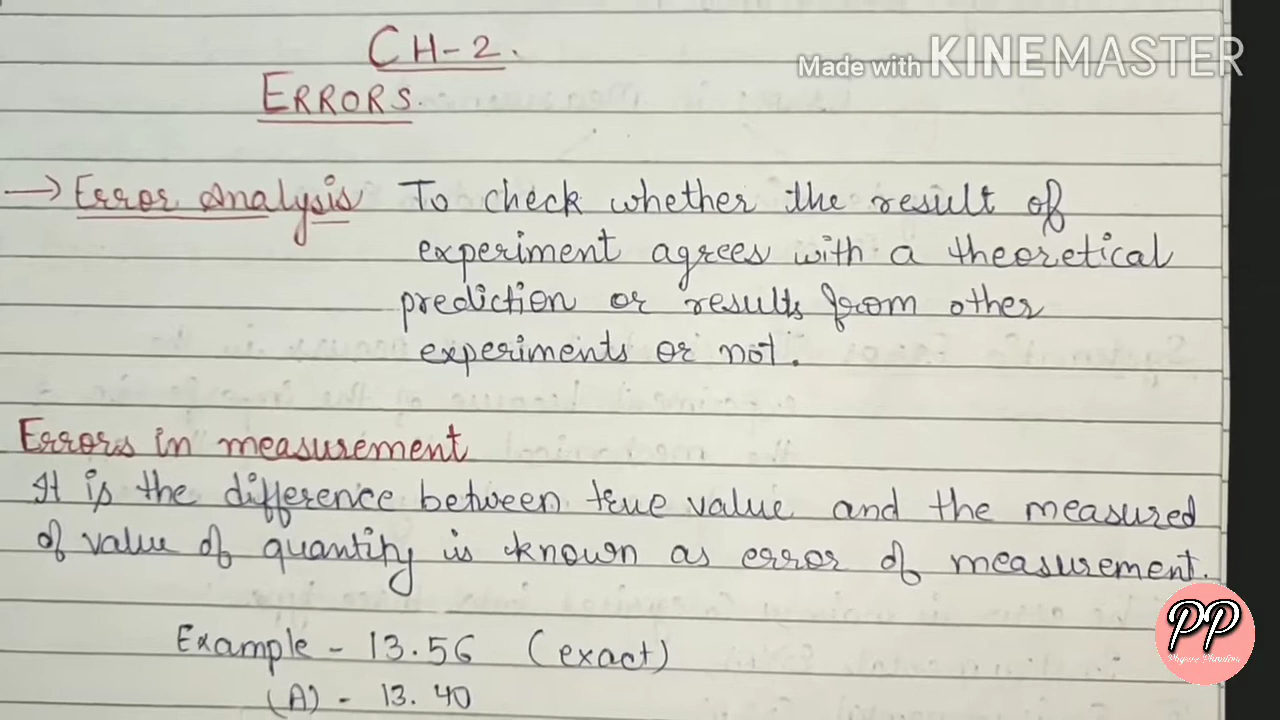 CH-2.
Made with KINEMASTER
ERRORS.
→ Error analysis To check whether the result of
experiment agrees with a theoretical
prediction or results from other
experiments or not.
Errors in measurement
It is the difference between true value and the measured
of value of quantity is known as error of measurement.
Example - 13.56 (exact)
(A) - 13.40
PP